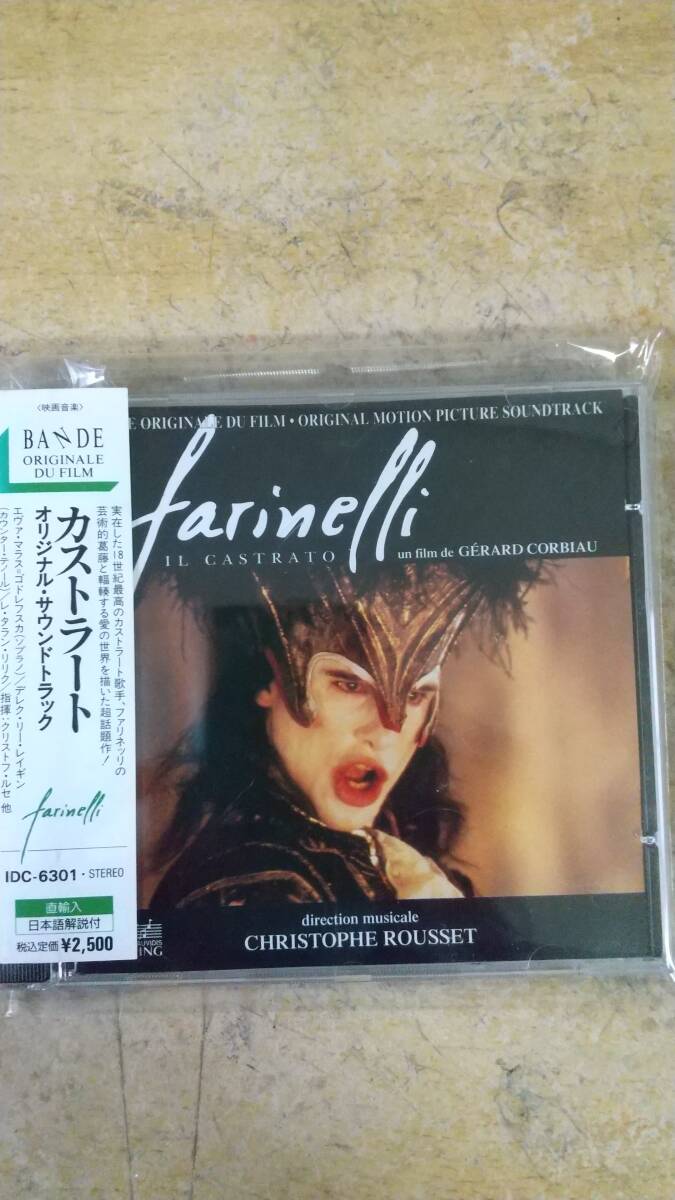 〈映画音楽〉
BANDE
ORIGINALE
DU FILM
カストラート
オリジナル・サウンドトラック
実在した18世紀最高のカストラート歌手、ファリネッリの
芸術的葛藤と輻輳する愛の世界を描いた超話題作!
エヴァ・マラス=ゴドレフスカ(ソプラノ)/デレク・リー・レイギン
(カウンター・テノール)/レ・タラン・リリク/指揮:クリストフ・ルセ 他
farinelli
IDC-6301・STEREO
直輸入
日本語解説付
税込定価¥2,500
E ORIGINALE DU FILM • ORIGINAL MOTION PICTURE SOUNDTRACK
farinelli
IL CASTRATO
un film de GÉRARD CORBIAU
direction musicale
CHRISTOPHE ROUSSET
AUVIDIS
ING